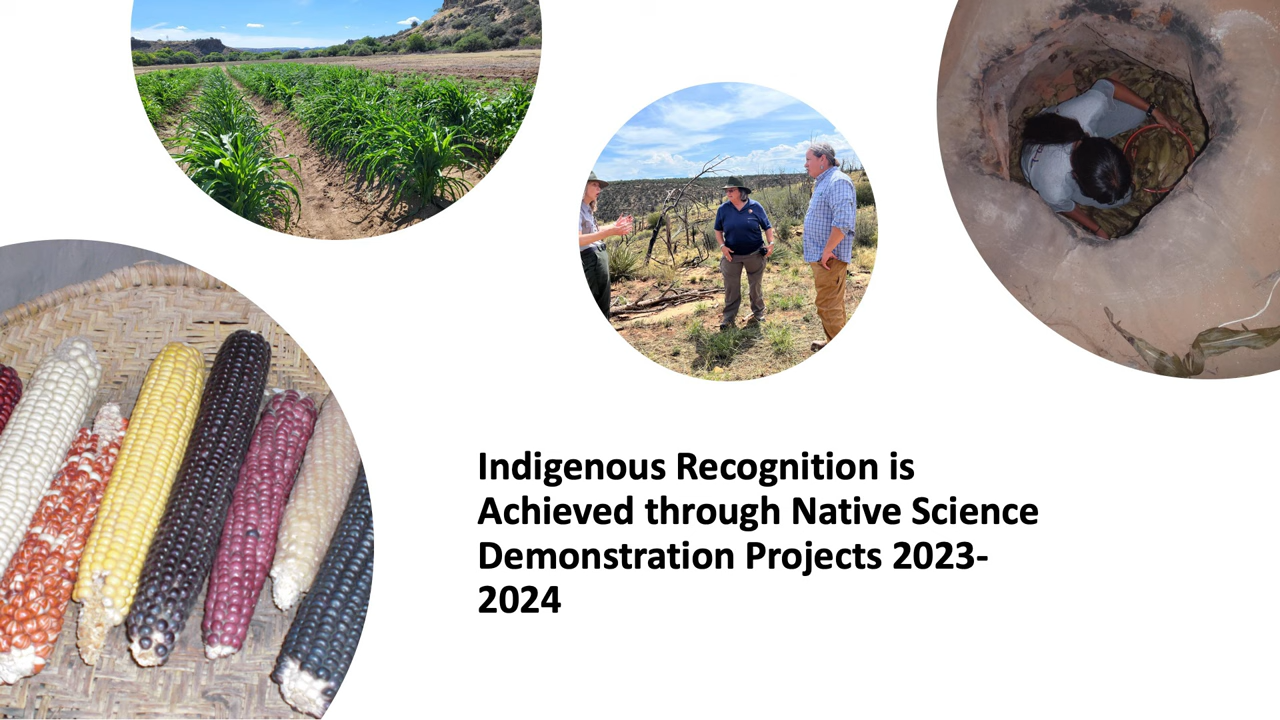 Indigenous Recognition is
Achieved through Native Science
Demonstration Projects 2023-
2024